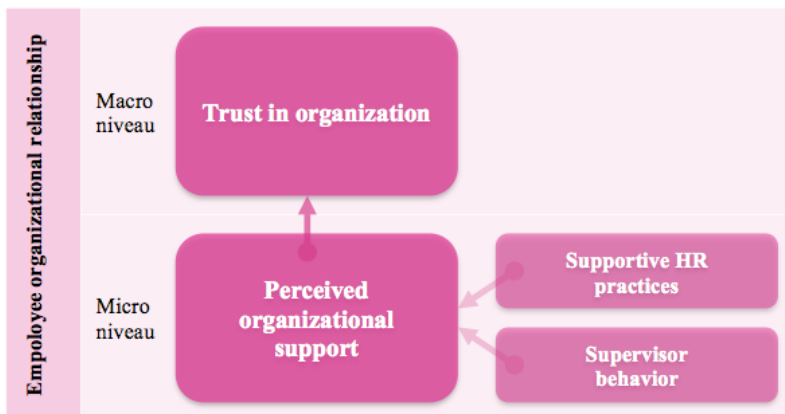 Empoloyee organizational relationship
Macro
niveau
Trust in organization
Micro
niveau
Perceived
organizational
support
Supportive HR
practices
Supervisor
behavior